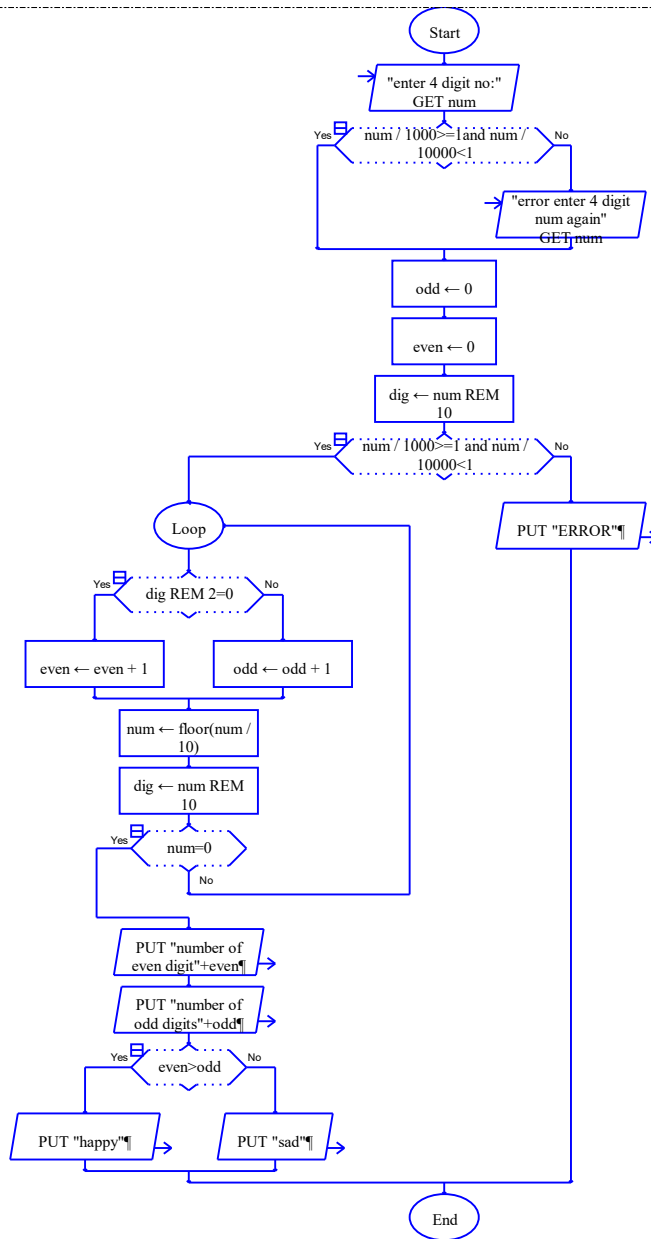 Start
"enter 4 digit no:"
GET num
Yes
num / 1000>=1and num /
10000<1
No
"error enter 4 digit
num again"
GET num
odd ← 0
even ← 0
dig ← num REM
10
Yes
num / 1000>=1 and num /
10000<1
No
Loop
PUT "ERROR"¶
Yes
dig REM 2=0
No
even ← even + 1
odd ← odd + 1
num ← floor(num /
10)
dig ← num REM
10
Yes
num=0
No
PUT "number of
even digit"+even¶
PUT "number of
odd digits"+odd¶
Yes
even>odd
No
PUT "happy"¶
PUT "sad"¶
End